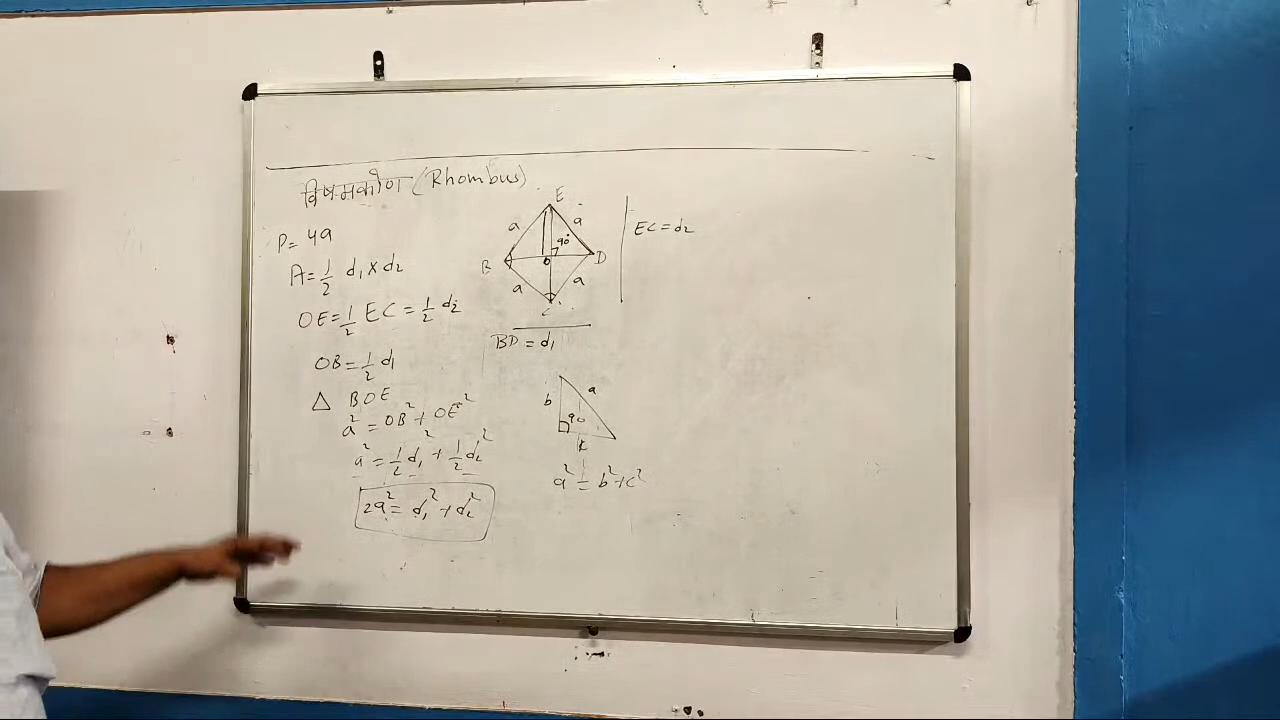 विषमकोण (Rhombus)
P = 4a
A = 1/2 d₁ × d₂
OE = 1/2 EC = 1/2 d₂
OB = 1/2 d₁
△ BOE
a² = OB² + OE²
a² = 1/2 d₁² + 1/2 d₂²
2a² = d₁² + d₂²
E
a a
90°
B O D
a a
C
BD = d₁
EC = d₂
b a
90
a² = b² + c²